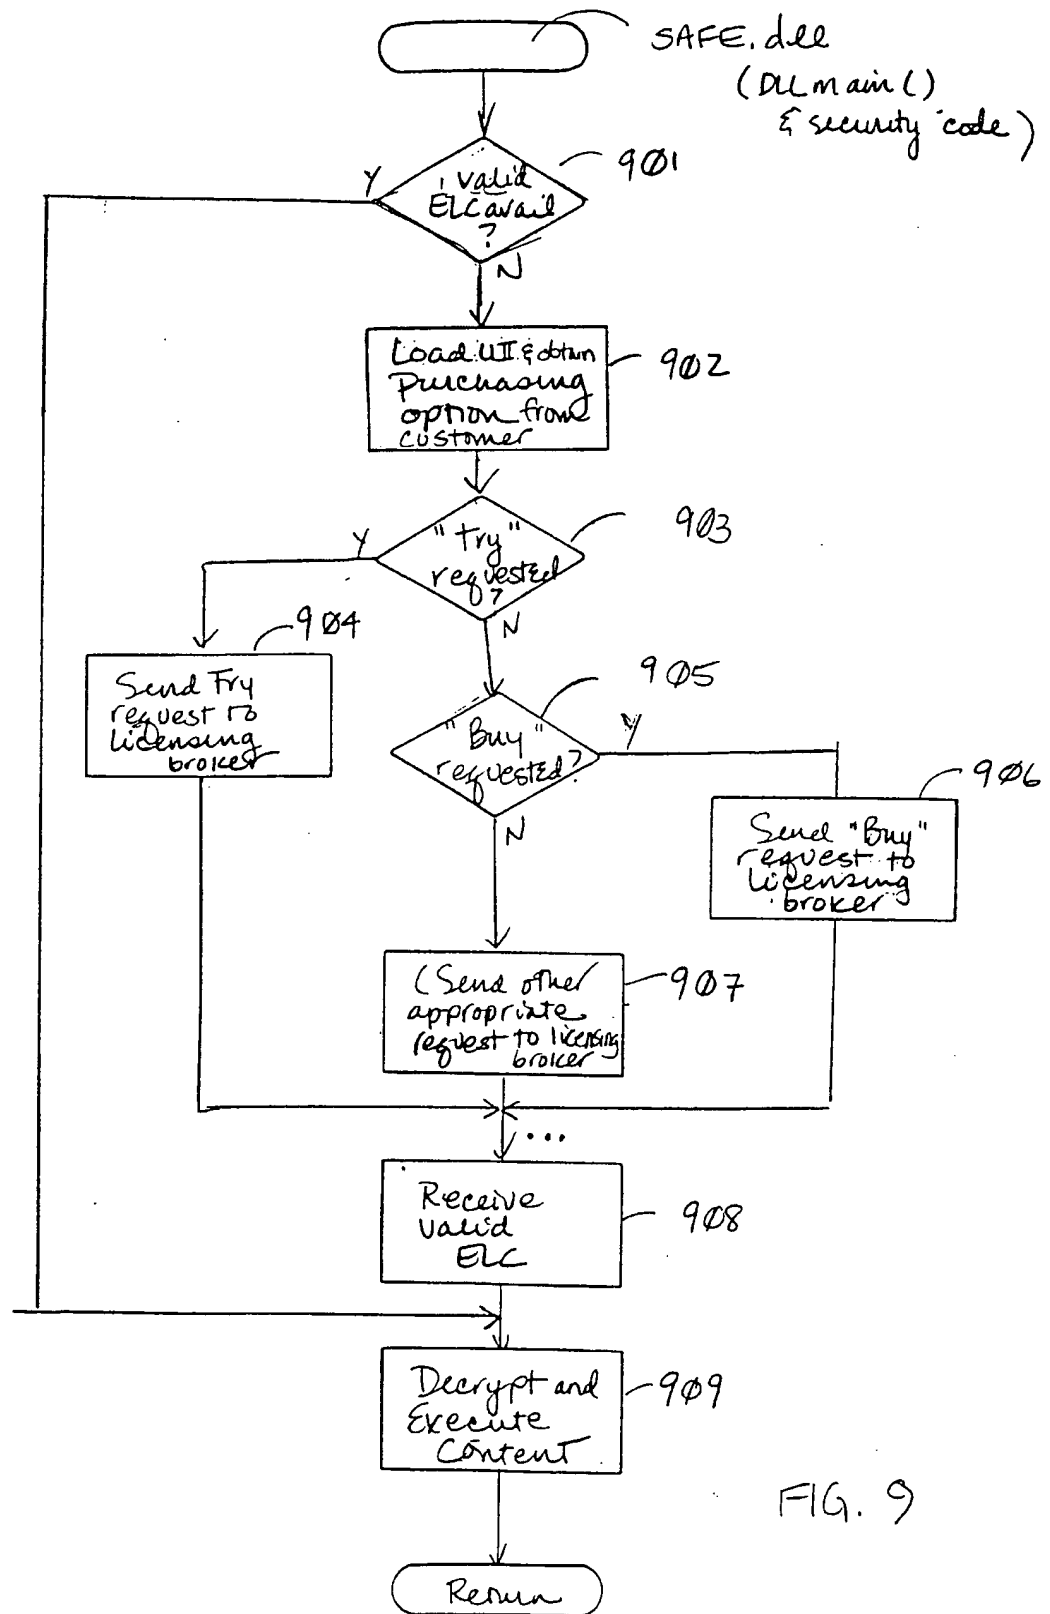 SAFE.dll
(DLLmain()
& security code)
901
Y
valid
ELC avail
?
N
Load UI & obtain
purchasing
option from
customer
902
"Try"
requested
?
903
Y
N
904
Send Try
request to
licensing
broker
905
"Buy"
requested?
Y
N
906
Send "Buy"
request to
licensing
broker
(Send other
appropriate
request to licensing
broker
907
...
Receive
valid
ELC
908
Decrypt and
Execute
Content
909
FIG. 9
Return